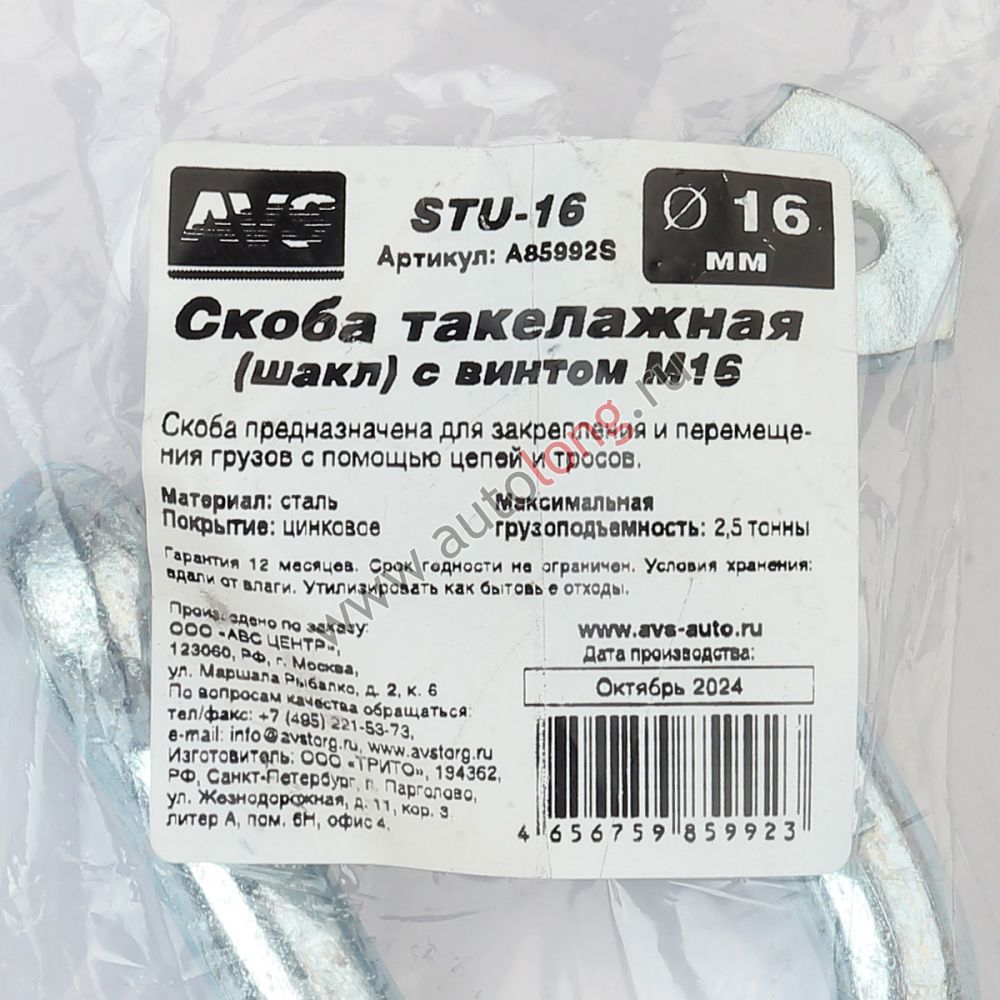 AVS
STU-16
Артикул: A85992S
Ø 16
мм
Скоба такелажная
(шакл) с винтом М16
Скоба предназначена для закрепления и перемеще-
ния грузов с помощью цепей и тросов.
Материал: сталь
Покрытие: цинковое
Максимальная
грузоподъемность: 2,5 тонны
Гарантия 12 месяцев. Срок годности не ограничен. Условия хранения:
вдали от влаги. Утилизировать как бытовые отходы.
Произведено по заказу:
ООО «АВС ЦЕНТР»,
123060, РФ, г. Москва,
ул. Маршала Рыбалко, д. 2, к. 6
По вопросам качества обращаться:
тел/факс: +7 (495) 221-53-73,
e-mail: info@avstorg.ru, www.avstorg.ru
Изготовитель: ООО «ТРИТО», 194362,
РФ, Санкт-Петербург, п. Парголово,
ул. Жезнодорожная, д. 11, кор. 3,
литер А, пом. 6Н, офис 4.
www.avs-auto.ru
Дата производства:
Октябрь 2024
4 656759 859923
www.autolong.ru